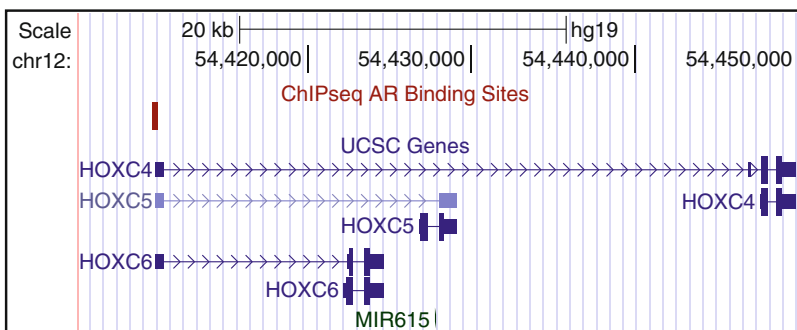 Scale 20 kb hg19
chr12: 54,420,000 54,430,000 54,440,000 54,450,000
ChIPseq AR Binding Sites
UCSC Genes
HOXC4
HOXC5 HOXC4
HOXC5
HOXC6
HOXC6
MIR615